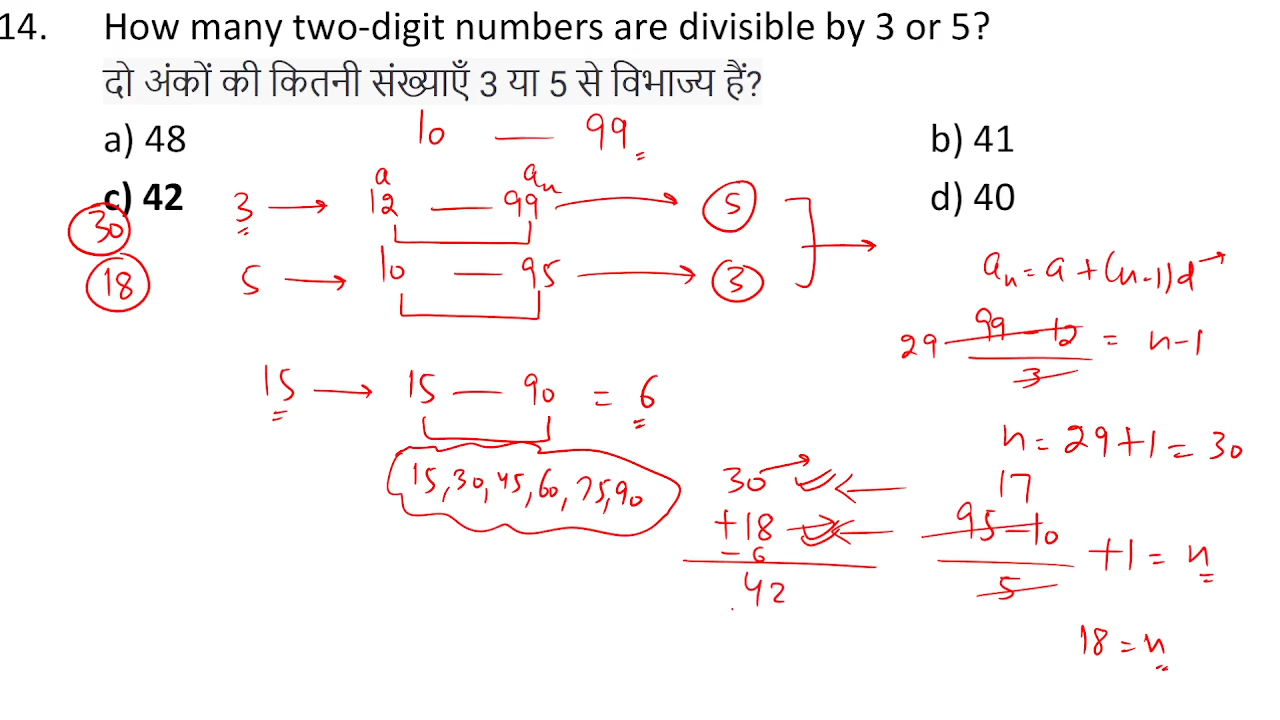 14. How many two-digit numbers are divisible by 3 or 5?
दो अंकों की कितनी संख्याएँ 3 या 5 से विभाज्य हैं?
10 — 99
a) 48 b) 41
a aₙ
c) 42 3 → 12 — 99 → 5 d) 40
30
18 5 → 10 — 95 → 3
aₙ = a + (n-1)d
29 99 - 12 = n-1
3
15 → 15 — 90 = 6
n = 29 + 1 = 30
15, 30, 45, 60, 75, 90
30
17
+18
95 - 10 + 1 = n
5
- 6
42
18 = n